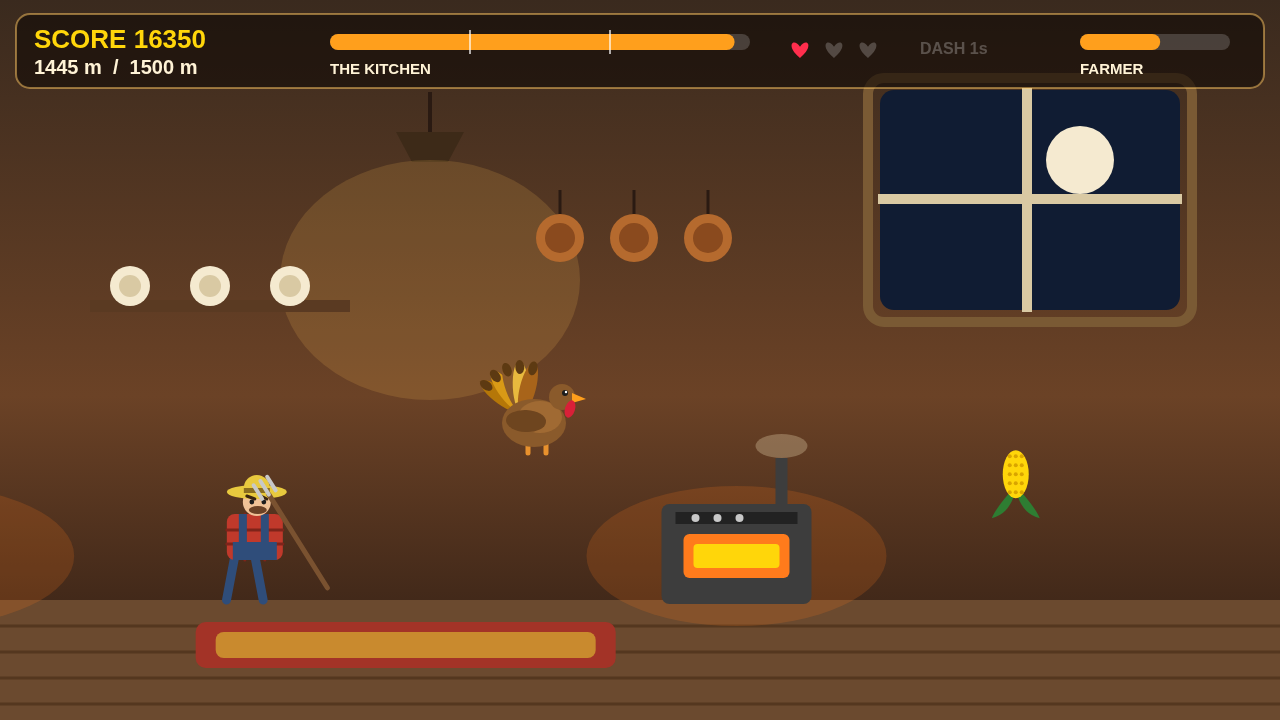 SCORE 16350
1445 m / 1500 m
THE KITCHEN
DASH 1s
FARMER